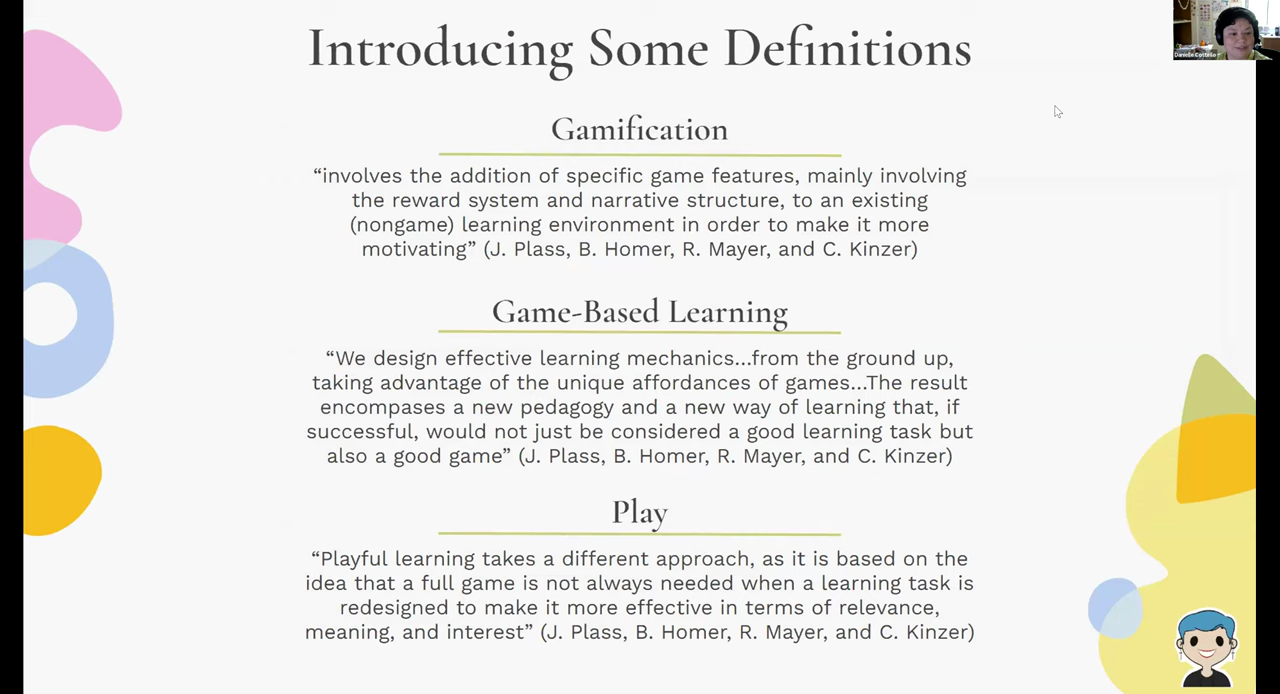 Introducing Some Definitions
Danielle Costello
Gamification
“involves the addition of specific game features, mainly involving
the reward system and narrative structure, to an existing
(nongame) learning environment in order to make it more
motivating” (J. Plass, B. Homer, R. Mayer, and C. Kinzer)
Game-Based Learning
“We design effective learning mechanics...from the ground up,
taking advantage of the unique affordances of games...The result
encompases a new pedagogy and a new way of learning that, if
successful, would not just be considered a good learning task but
also a good game” (J. Plass, B. Homer, R. Mayer, and C. Kinzer)
Play
“Playful learning takes a different approach, as it is based on the
idea that a full game is not always needed when a learning task is
redesigned to make it more effective in terms of relevance,
meaning, and interest” (J. Plass, B. Homer, R. Mayer, and C. Kinzer)